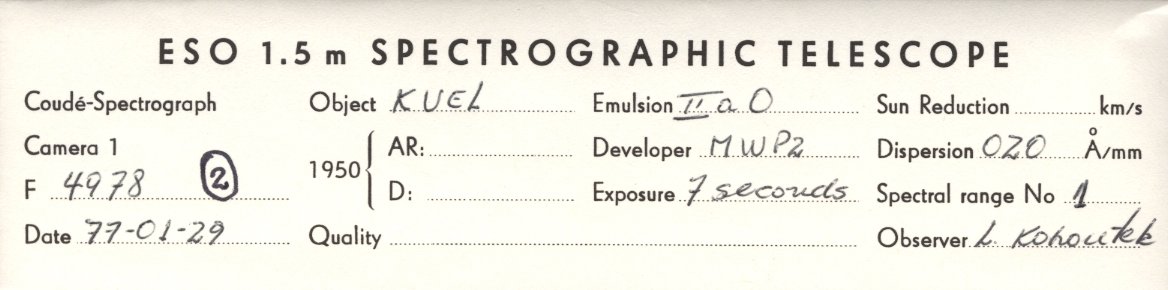 ESO 1.5 m SPECTROGRAPHIC TELESCOPE
Coudé-Spectrograph Object KUEL Emulsion IIaO Sun Reduction km/s
Camera 1 1950 { AR: Developer MWP2 Dispersion 020 Å/mm
F 4978 2 D: Exposure 7 seconds Spectral range No 1
Date 77-01-29 Quality Observer L. Kohoutek